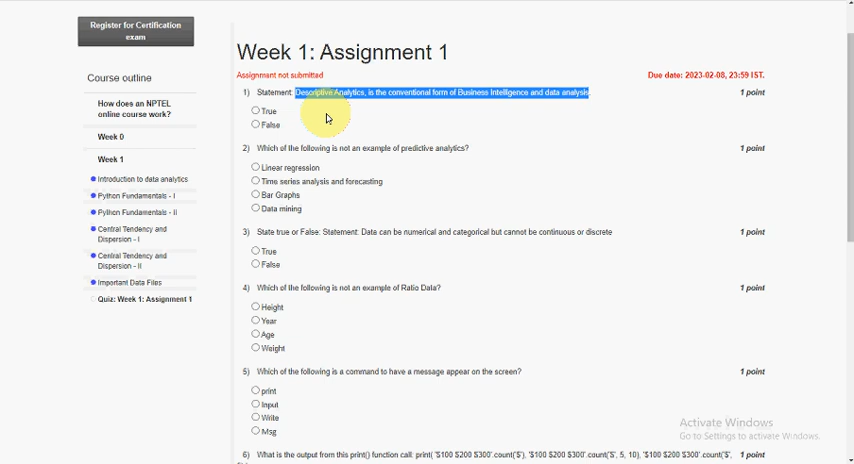 Register for Certification
exam
Course outline
How does an NPTEL
online course work?
Week 0
Week 1
Introduction to data analytics
Python Fundamentals - I
Python Fundamentals - II
Central Tendency and
Dispersion - I
Central Tendency and
Dispersion - II
Important Data Files
Quiz: Week 1: Assignment 1
Week 1: Assignment 1
Assignment not submitted
Due date: 2023-02-08, 23:59 IST.
1) Statement: Descriptive Analytics, is the conventional form of Business Intelligence and data analysis. 1 point
True
False
2) Which of the following is not an example of predictive analytics? 1 point
Linear regression
Time series analysis and forecasting
Bar Graphs
Data mining
3) State true or False: Statement: Data can be numerical and categorical but cannot be continuous or discrete 1 point
True
False
4) Which of the following is not an example of Ratio Data? 1 point
Height
Year
Age
Weight
5) Which of the following is a command to have a message appear on the screen? 1 point
print
Input
Write
Msg
Activate Windows
Go to Settings to activate Windows.
6) What is the output from this print() function call: print( '$100 $200 $300'.count('$'), '$100 $200 $300'.count('$', 5, 10), '$100 $200 $300'.count('$', 1 point